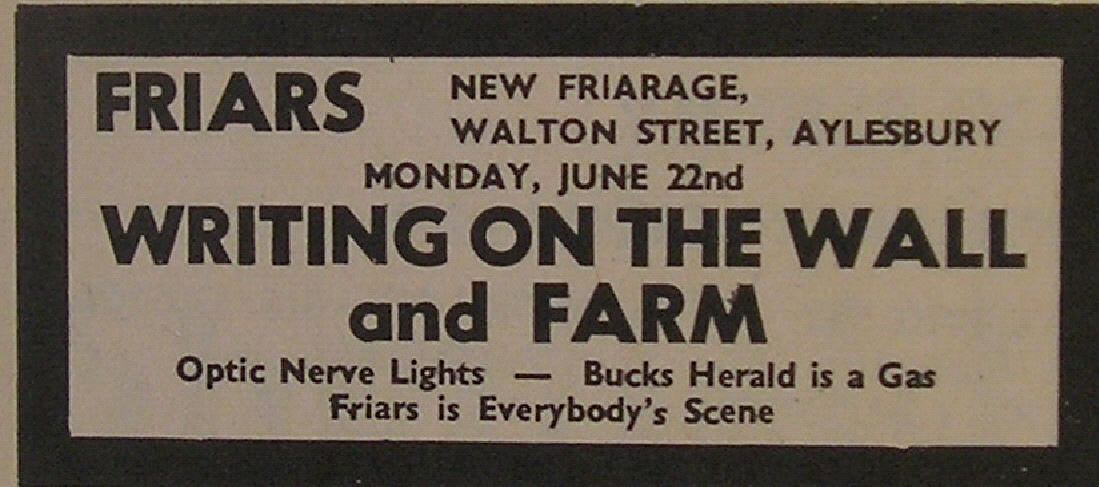 FRIARS
NEW FRIARAGE,
WALTON STREET, AYLESBURY
MONDAY, JUNE 22nd
WRITING ON THE WALL
and FARM
Optic Nerve Lights — Bucks Herald is a Gas
Friars is Everybody's Scene